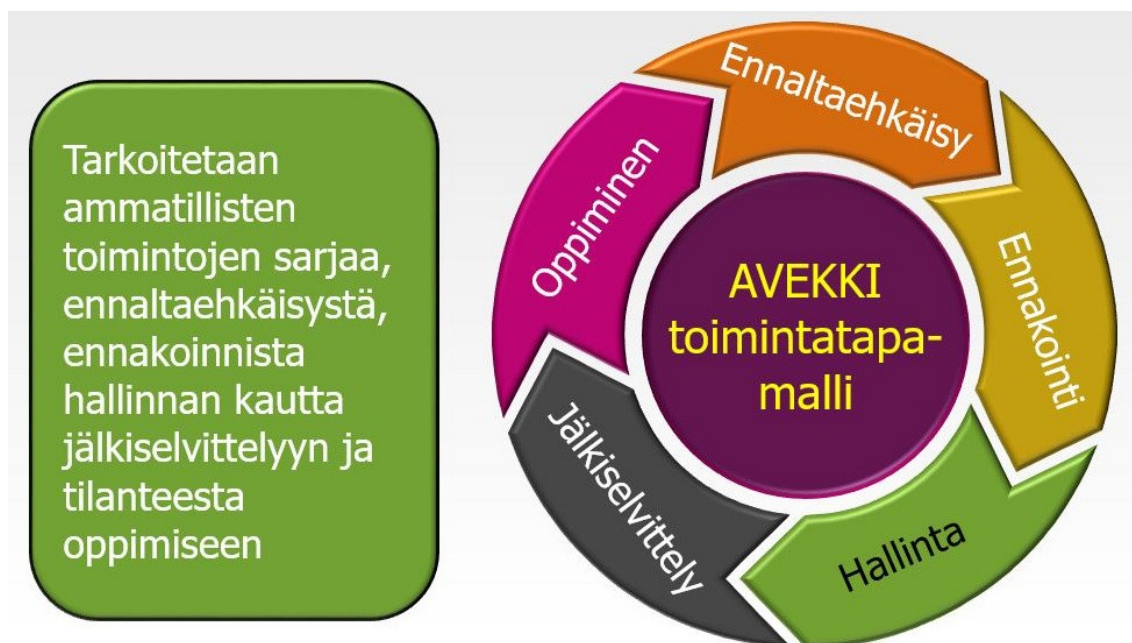 Tarkoitetaan
ammatillisten
toimintojen sarjaa,
ennaltaehkäisystä,
ennakoinnista
hallinnan kautta
jälkiselvittelyyn ja
tilanteesta
oppimiseen
Ennaltaehkäisy
Ennakointi
Hallinta
Jälkiselvittely
Oppiminen
AVEKKI
toimintatapa-
malli